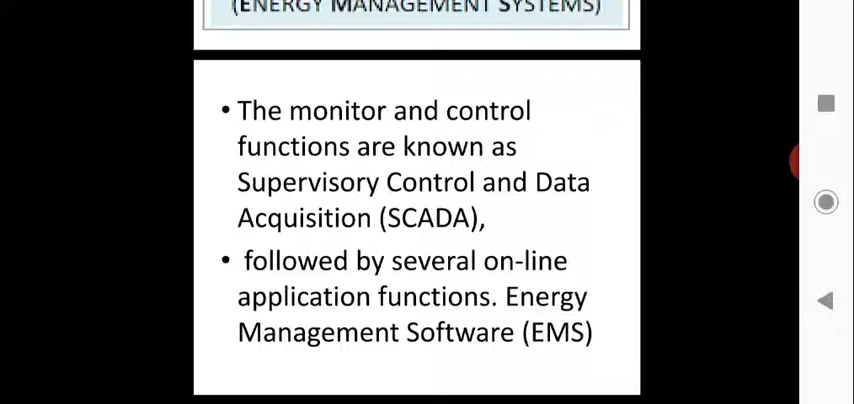 (ENERGY MANAGEMENT SYSTEMS)
• The monitor and control
functions are known as
Supervisory Control and Data
Acquisition (SCADA),
• followed by several on-line
application functions. Energy
Management Software (EMS)